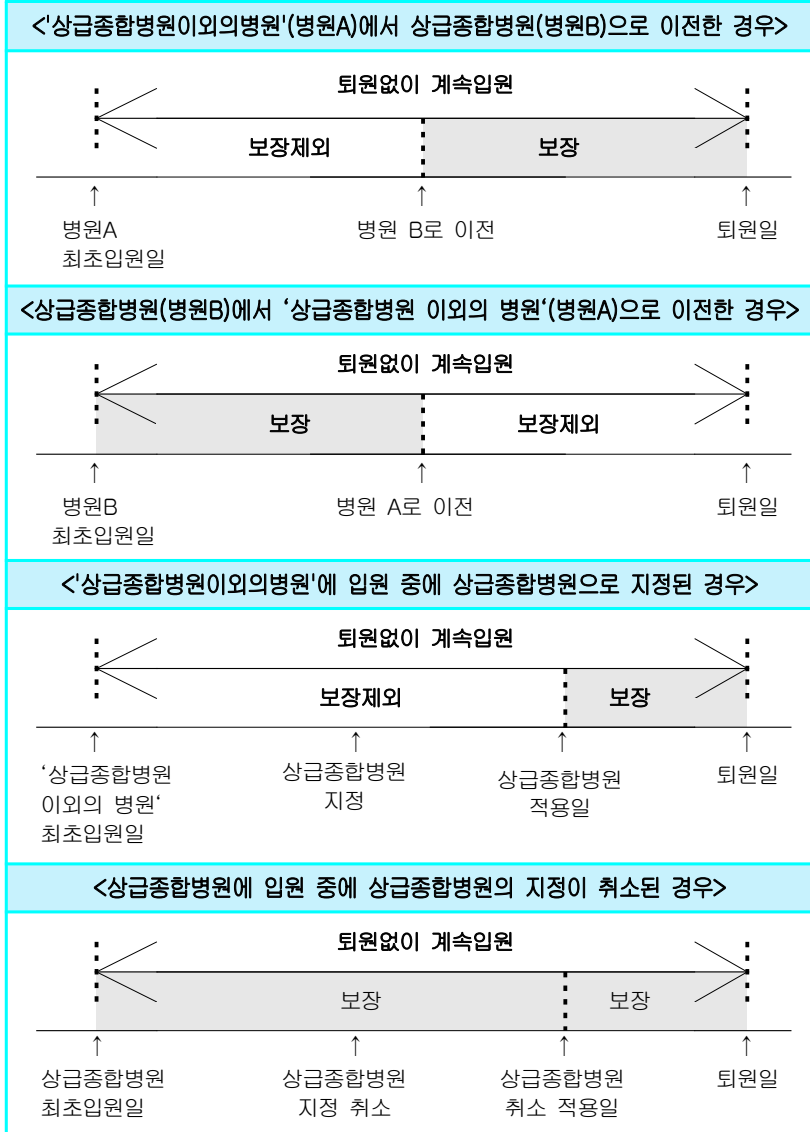 <'상급종합병원이외의병원'(병원A)에서 상급종합병원(병원B)으로 이전한 경우>
퇴원없이 계속입원
보장제외 보장
↑ ↑ ↑
병원A 병원 B로 이전 퇴원일
최초입원일
<상급종합병원(병원B)에서 ‘상급종합병원 이외의 병원‘(병원A)으로 이전한 경우>
퇴원없이 계속입원
보장 보장제외
↑ ↑ ↑
병원B 병원 A로 이전 퇴원일
최초입원일
<'상급종합병원이외의병원'에 입원 중에 상급종합병원으로 지정된 경우>
퇴원없이 계속입원
보장제외 보장
↑ ↑ ↑ ↑
‘상급종합병원 상급종합병원 상급종합병원 퇴원일
이외의 병원‘ 지정 적용일
최초입원일
<상급종합병원에 입원 중에 상급종합병원의 지정이 취소된 경우>
퇴원없이 계속입원
보장 보장
↑ ↑ ↑ ↑
상급종합병원 상급종합병원 상급종합병원 퇴원일
최초입원일 지정 취소 취소 적용일